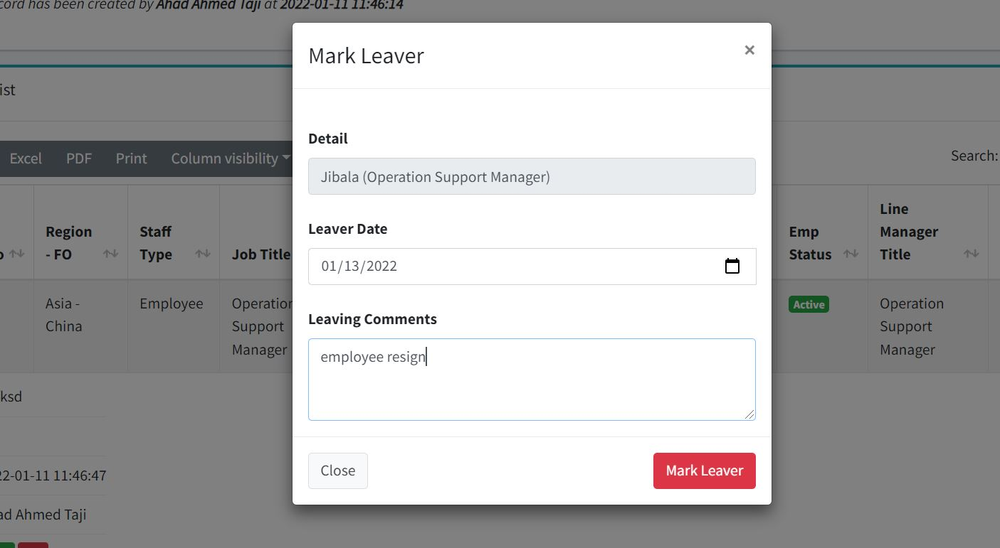 cord has been created by Ahad Ahmed Taji at 2022-01-11 11:46:14
Mark Leaver
×
ist
Detail
Excel PDF Print Column visibility
Search:
Jibala (Operation Support Manager)
Leaver Date
01/13/2022
Region
- FO
Staff
Type
Job Title
Emp
Status
Line
Manager
Title
Leaving Comments
employee resign
Asia -
China
Employee
Operation
Support
Manager
Active
Operation
Support
Manager
ksd
22-01-11 11:46:47
ad Ahmed Taji
Close
Mark Leaver